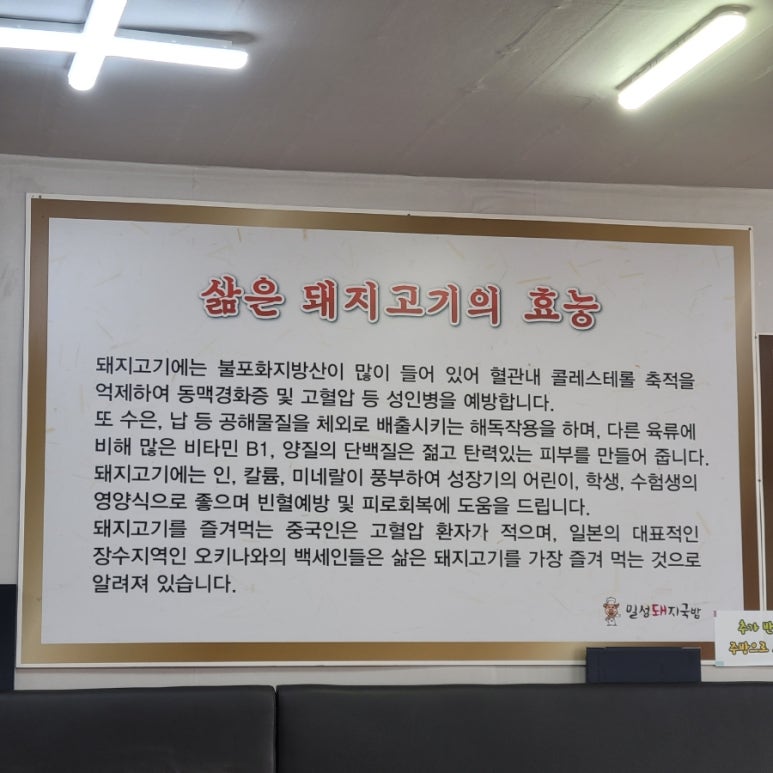 삶은 돼지고기의 효능
돼지고기에는 불포화지방산이 많이 들어 있어 혈관내 콜레스테롤 축적을
억제하여 동맥경화증 및 고혈압 등 성인병을 예방합니다.
또 수은, 납 등 공해물질을 체외로 배출시키는 해독작용을 하며, 다른 육류에
비해 많은 비타민 B1, 양질의 단백질은 젊고 탄력있는 피부를 만들어 줍니다.
돼지고기에는 인, 칼륨, 미네랄이 풍부하여 성장기의 어린이, 학생, 수험생의
영양식으로 좋으며 빈혈예방 및 피로회복에 도움을 드립니다.
돼지고기를 즐겨먹는 중국인은 고혈압 환자가 적으며, 일본의 대표적인
장수지역인 오키나와의 백세인들은 삶은 돼지고기를 가장 즐겨 먹는 것으로
알려져 있습니다.
밀성돼지국밥
추가 반
주방으로